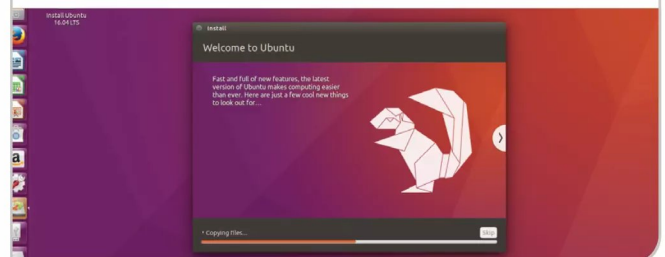 Install Ubuntu
16.04 LTS
Install
Welcome to Ubuntu
Fast and full of new features, the latest
version of Ubuntu makes computing easier
than ever. Here are just a few cool new things
to look out for...
Copying files...
Skip
a